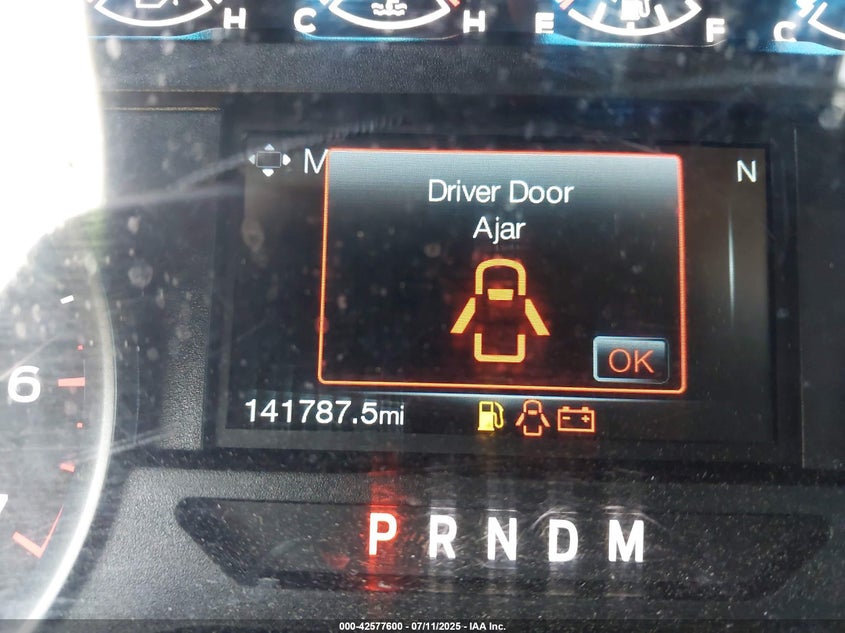 H C H E F C
M N
Driver Door
Ajar
OK
6
141787.5mi
P R N D M
000-42577600 - 07/11/2025 - IAA Inc.